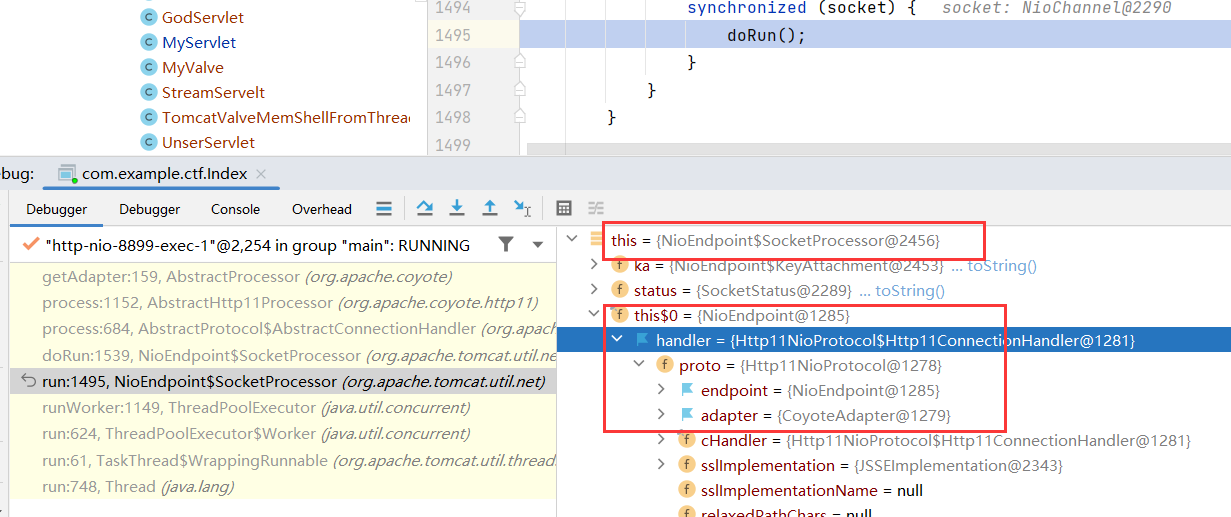 GodServlet
MyServlet
MyValve
StreamServelt
TomcatValveMemShellFromThrea
UnserServlet
1494 synchronized (socket) { socket: NioChannel@2290
1495 doRun();
1496 }
1497 }
1498 }
1499
ebug: com.example.ctf.Index
Debugger Debugger Console Overhead
"http-nio-8899-exec-1"@2,254 in group "main": RUNNING
getAdapter:159, AbstractProcessor (org.apache.coyote)
process:1152, AbstractHttp11Processor (org.apache.coyote.http11)
process:684, AbstractProtocol$AbstractConnectionHandler (org.apache.coyo
doRun:1539, NioEndpoint$SocketProcessor (org.apache.tomcat.util.ne
run:1495, NioEndpoint$SocketProcessor (org.apache.tomcat.util.net)
runWorker:1149, ThreadPoolExecutor (java.util.concurrent)
run:624, ThreadPoolExecutor$Worker (java.util.concurrent)
run:61, TaskThread$WrappingRunnable (org.apache.tomcat.util.threads
run:748, Thread (java.lang)
this = {NioEndpoint$SocketProcessor@2456}
ka = {NioEndpoint$KeyAttachment@2453} ... toString()
status = {SocketStatus@2289} ... toString()
this$0 = {NioEndpoint@1285}
handler = {Http11NioProtocol$Http11ConnectionHandler@1281}
proto = {Http11NioProtocol@1278}
endpoint = {NioEndpoint@1285}
adapter = {CoyoteAdapter@1279}
cHandler = {Http11NioProtocol$Http11ConnectionHandler@1281}
sslImplementation = {JSSEImplementation@2343}
sslImplementationName = null
relaxedPathChars = null